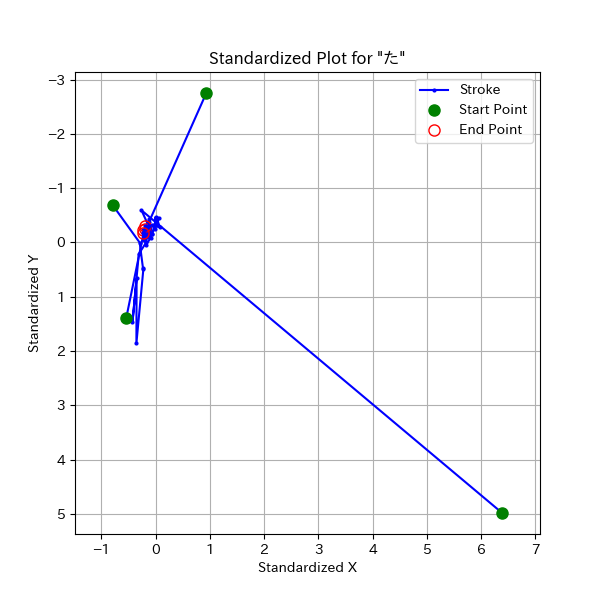 Standardized Plot for "た"
Stroke
Start Point
End Point
Standardized Y
−3
−2
−1
0
1
2
3
4
5
−1 0 1 2 3 4 5 6 7
Standardized X